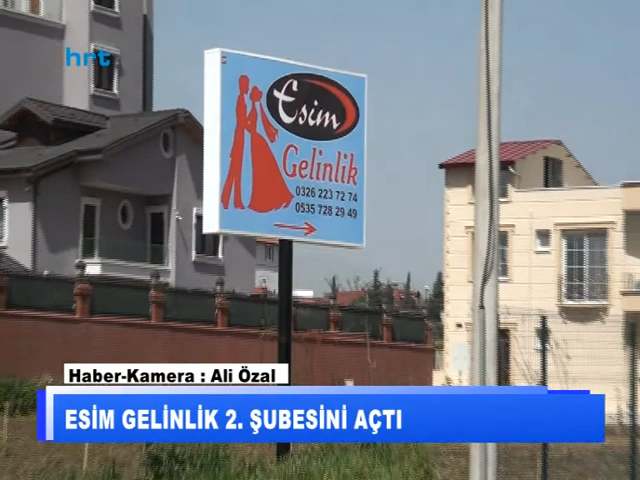 hrt
Esim
Gelinlik
0326 223 72 74
0535 728 29 49
Haber-Kamera : Ali Özal
ESİM GELİNLİK 2. ŞUBESİNİ AÇTI